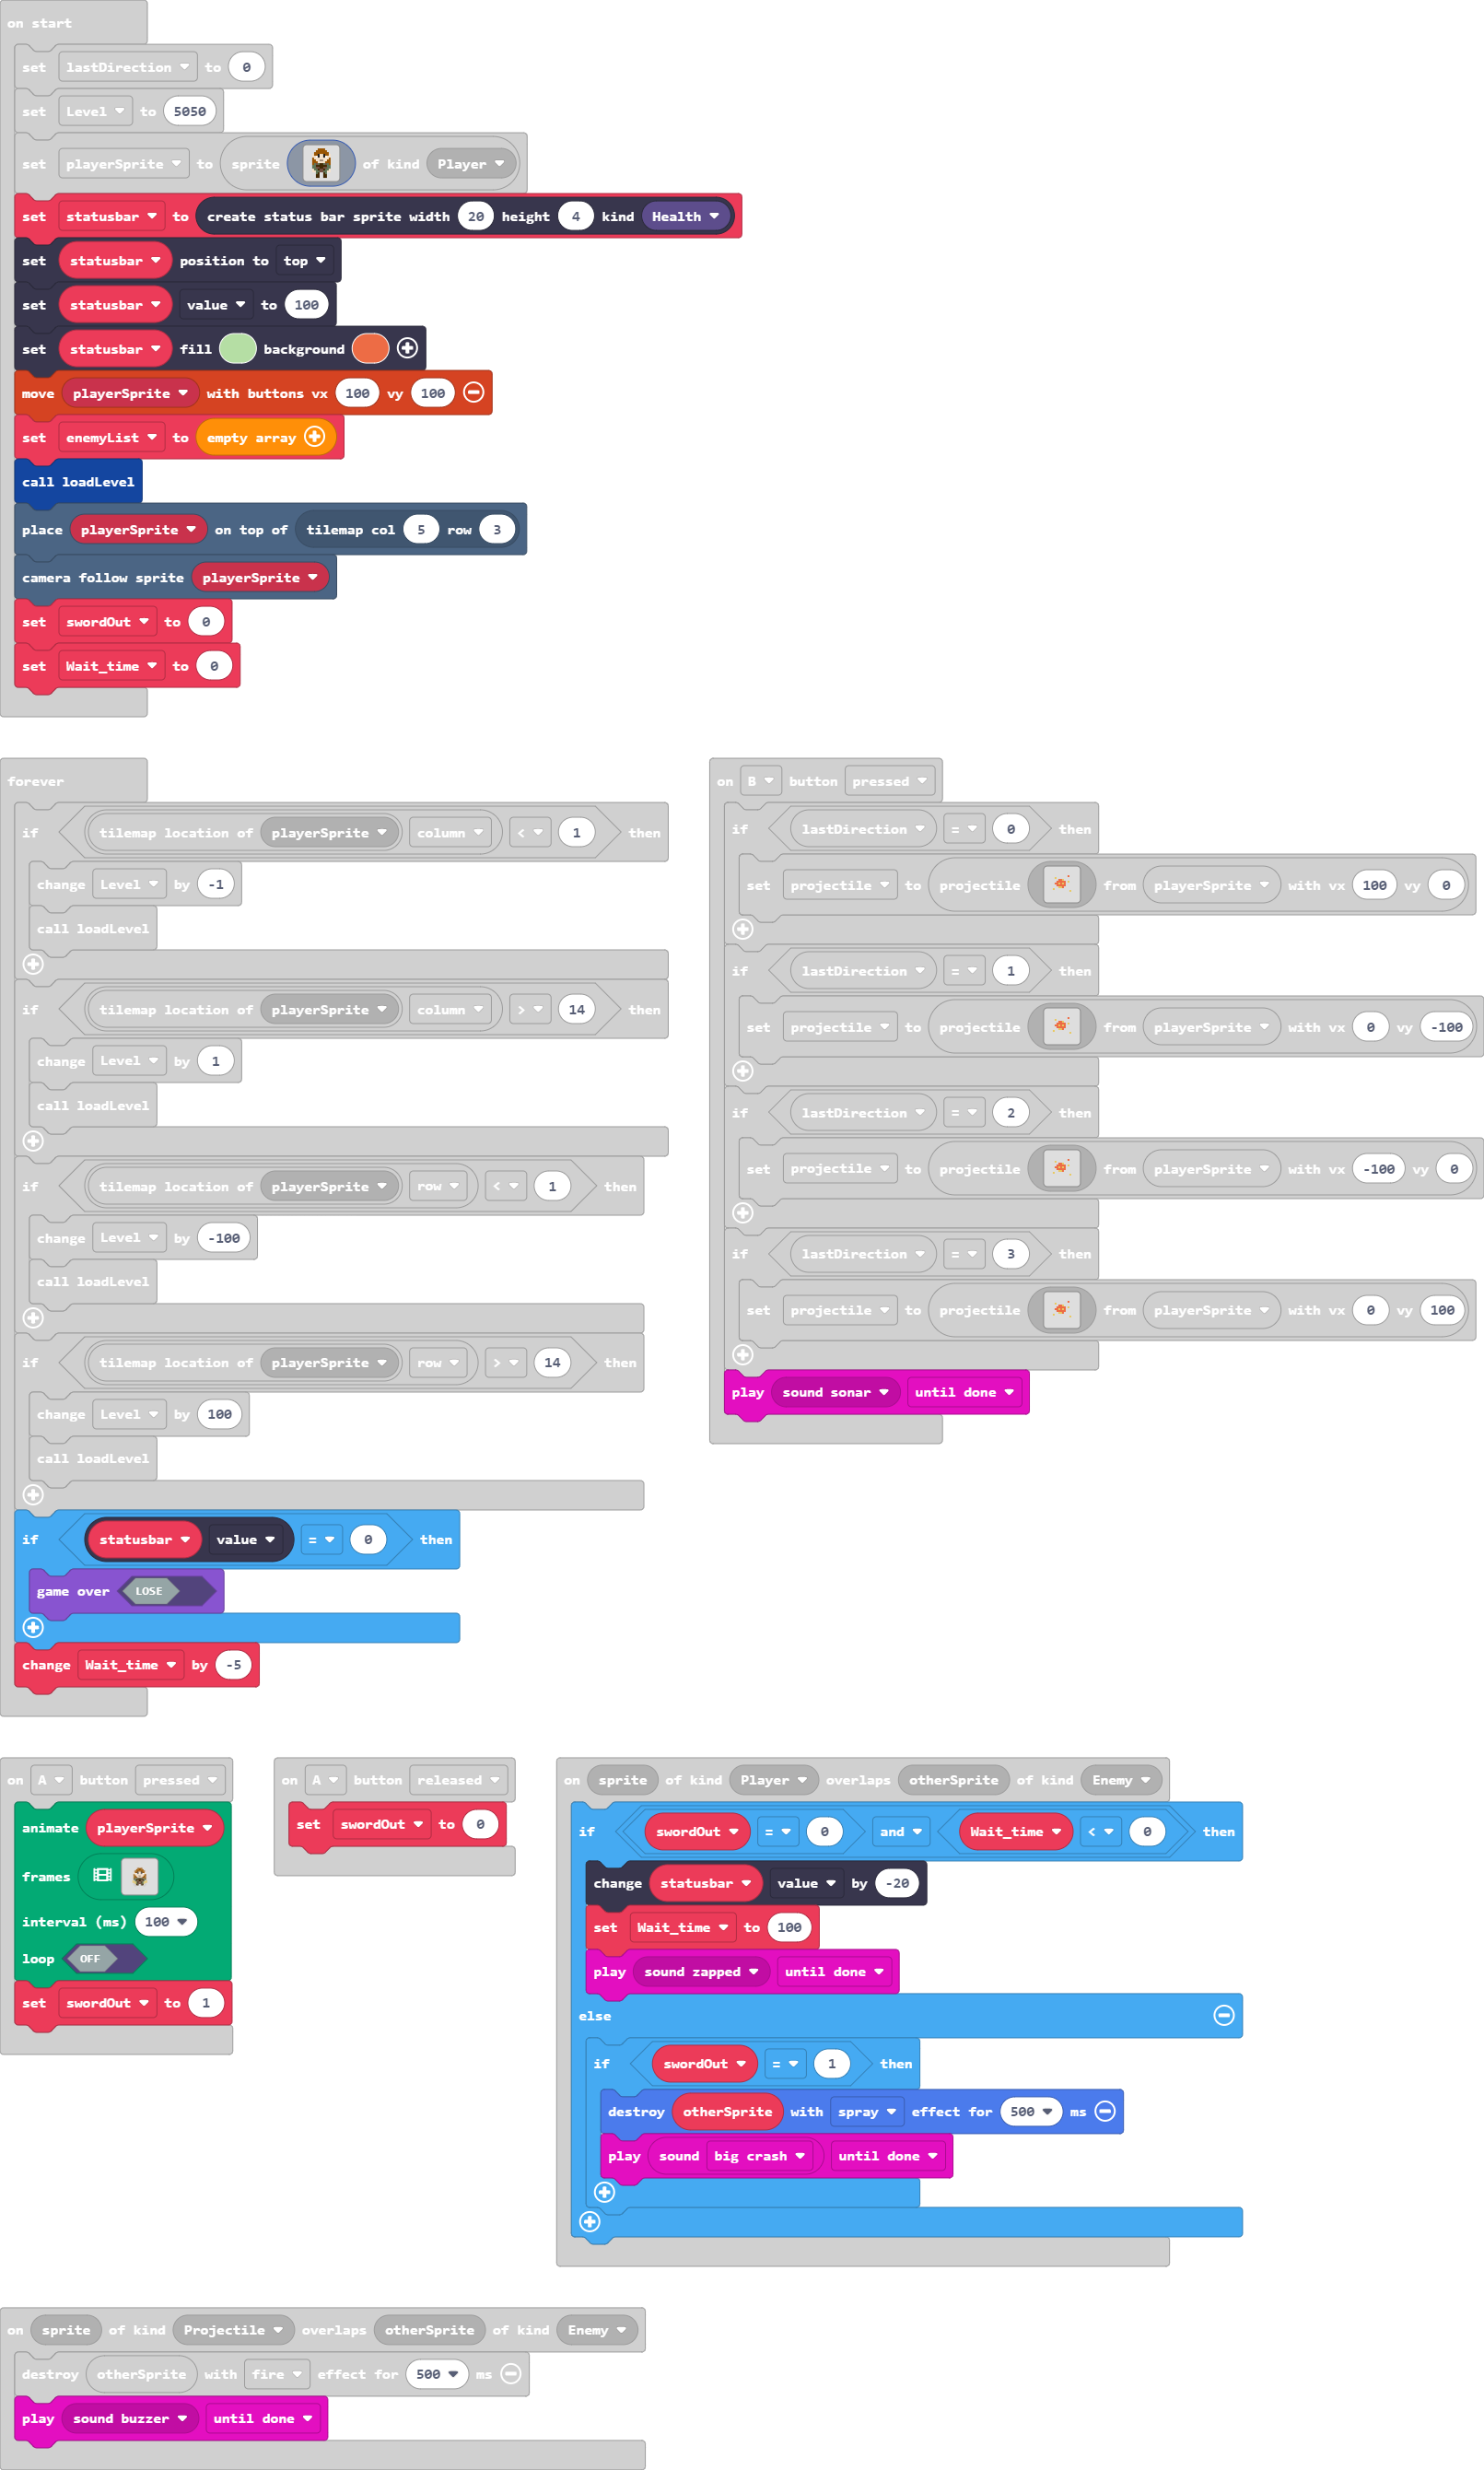 on start
set lastDirection to 0
set Level to 5050
set playerSprite to sprite of kind Player
set statusbar to create status bar sprite width 20 height 4 kind Health
set statusbar position to top
set statusbar value to 100
set statusbar fill background
move playerSprite with buttons vx 100 vy 100
set enemyList to empty array
call loadLevel
place playerSprite on top of tilemap col 5 row 3
camera follow sprite playerSprite
set swordOut to 0
set Wait_time to 0
forever
if tilemap location of playerSprite column < 1 then
change Level by -1
call loadLevel
if tilemap location of playerSprite column > 14 then
change Level by 1
call loadLevel
if tilemap location of playerSprite row < 1 then
change Level by -100
call loadLevel
if tilemap location of playerSprite row > 14 then
change Level by 100
call loadLevel
if statusbar value = 0 then
game over LOSE
change Wait_time by -5
on B button pressed
if lastDirection = 0 then
set projectile to projectile from playerSprite with vx 100 vy 0
if lastDirection = 1 then
set projectile to projectile from playerSprite with vx 0 vy -100
if lastDirection = 2 then
set projectile to projectile from playerSprite with vx -100 vy 0
if lastDirection = 3 then
set projectile to projectile from playerSprite with vx 0 vy 100
play sound sonar until done
on A button pressed
animate playerSprite
frames
interval (ms) 100
loop OFF
set swordOut to 1
on A button released
set swordOut to 0
on sprite of kind Player overlaps otherSprite of kind Enemy
if swordOut = 0 and Wait_time < 0 then
change statusbar value by -20
set Wait_time to 100
play sound zapped until done
else
if swordOut = 1 then
destroy otherSprite with spray effect for 500 ms
play sound big crash until done
on sprite of kind Projectile overlaps otherSprite of kind Enemy
destroy otherSprite with fire effect for 500 ms
play sound buzzer until done